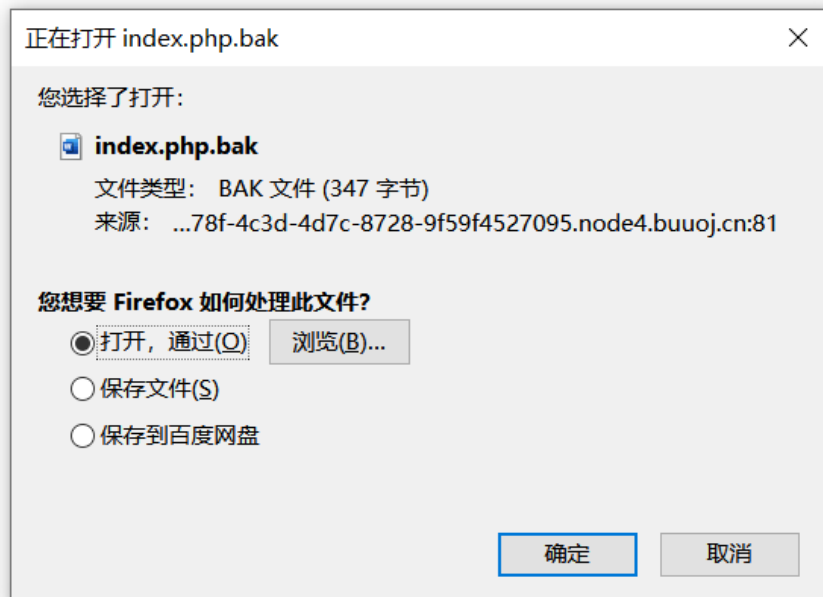 正在打开 index.php.bak
您选择了打开：
index.php.bak
文件类型： BAK 文件 (347 字节)
来源： ...78f-4c3d-4d7c-8728-9f59f4527095.node4.buuoj.cn:81
您想要 Firefox 如何处理此文件?
打开，通过(O) 浏览(B)...
保存文件(S)
保存到百度网盘
确定 取消